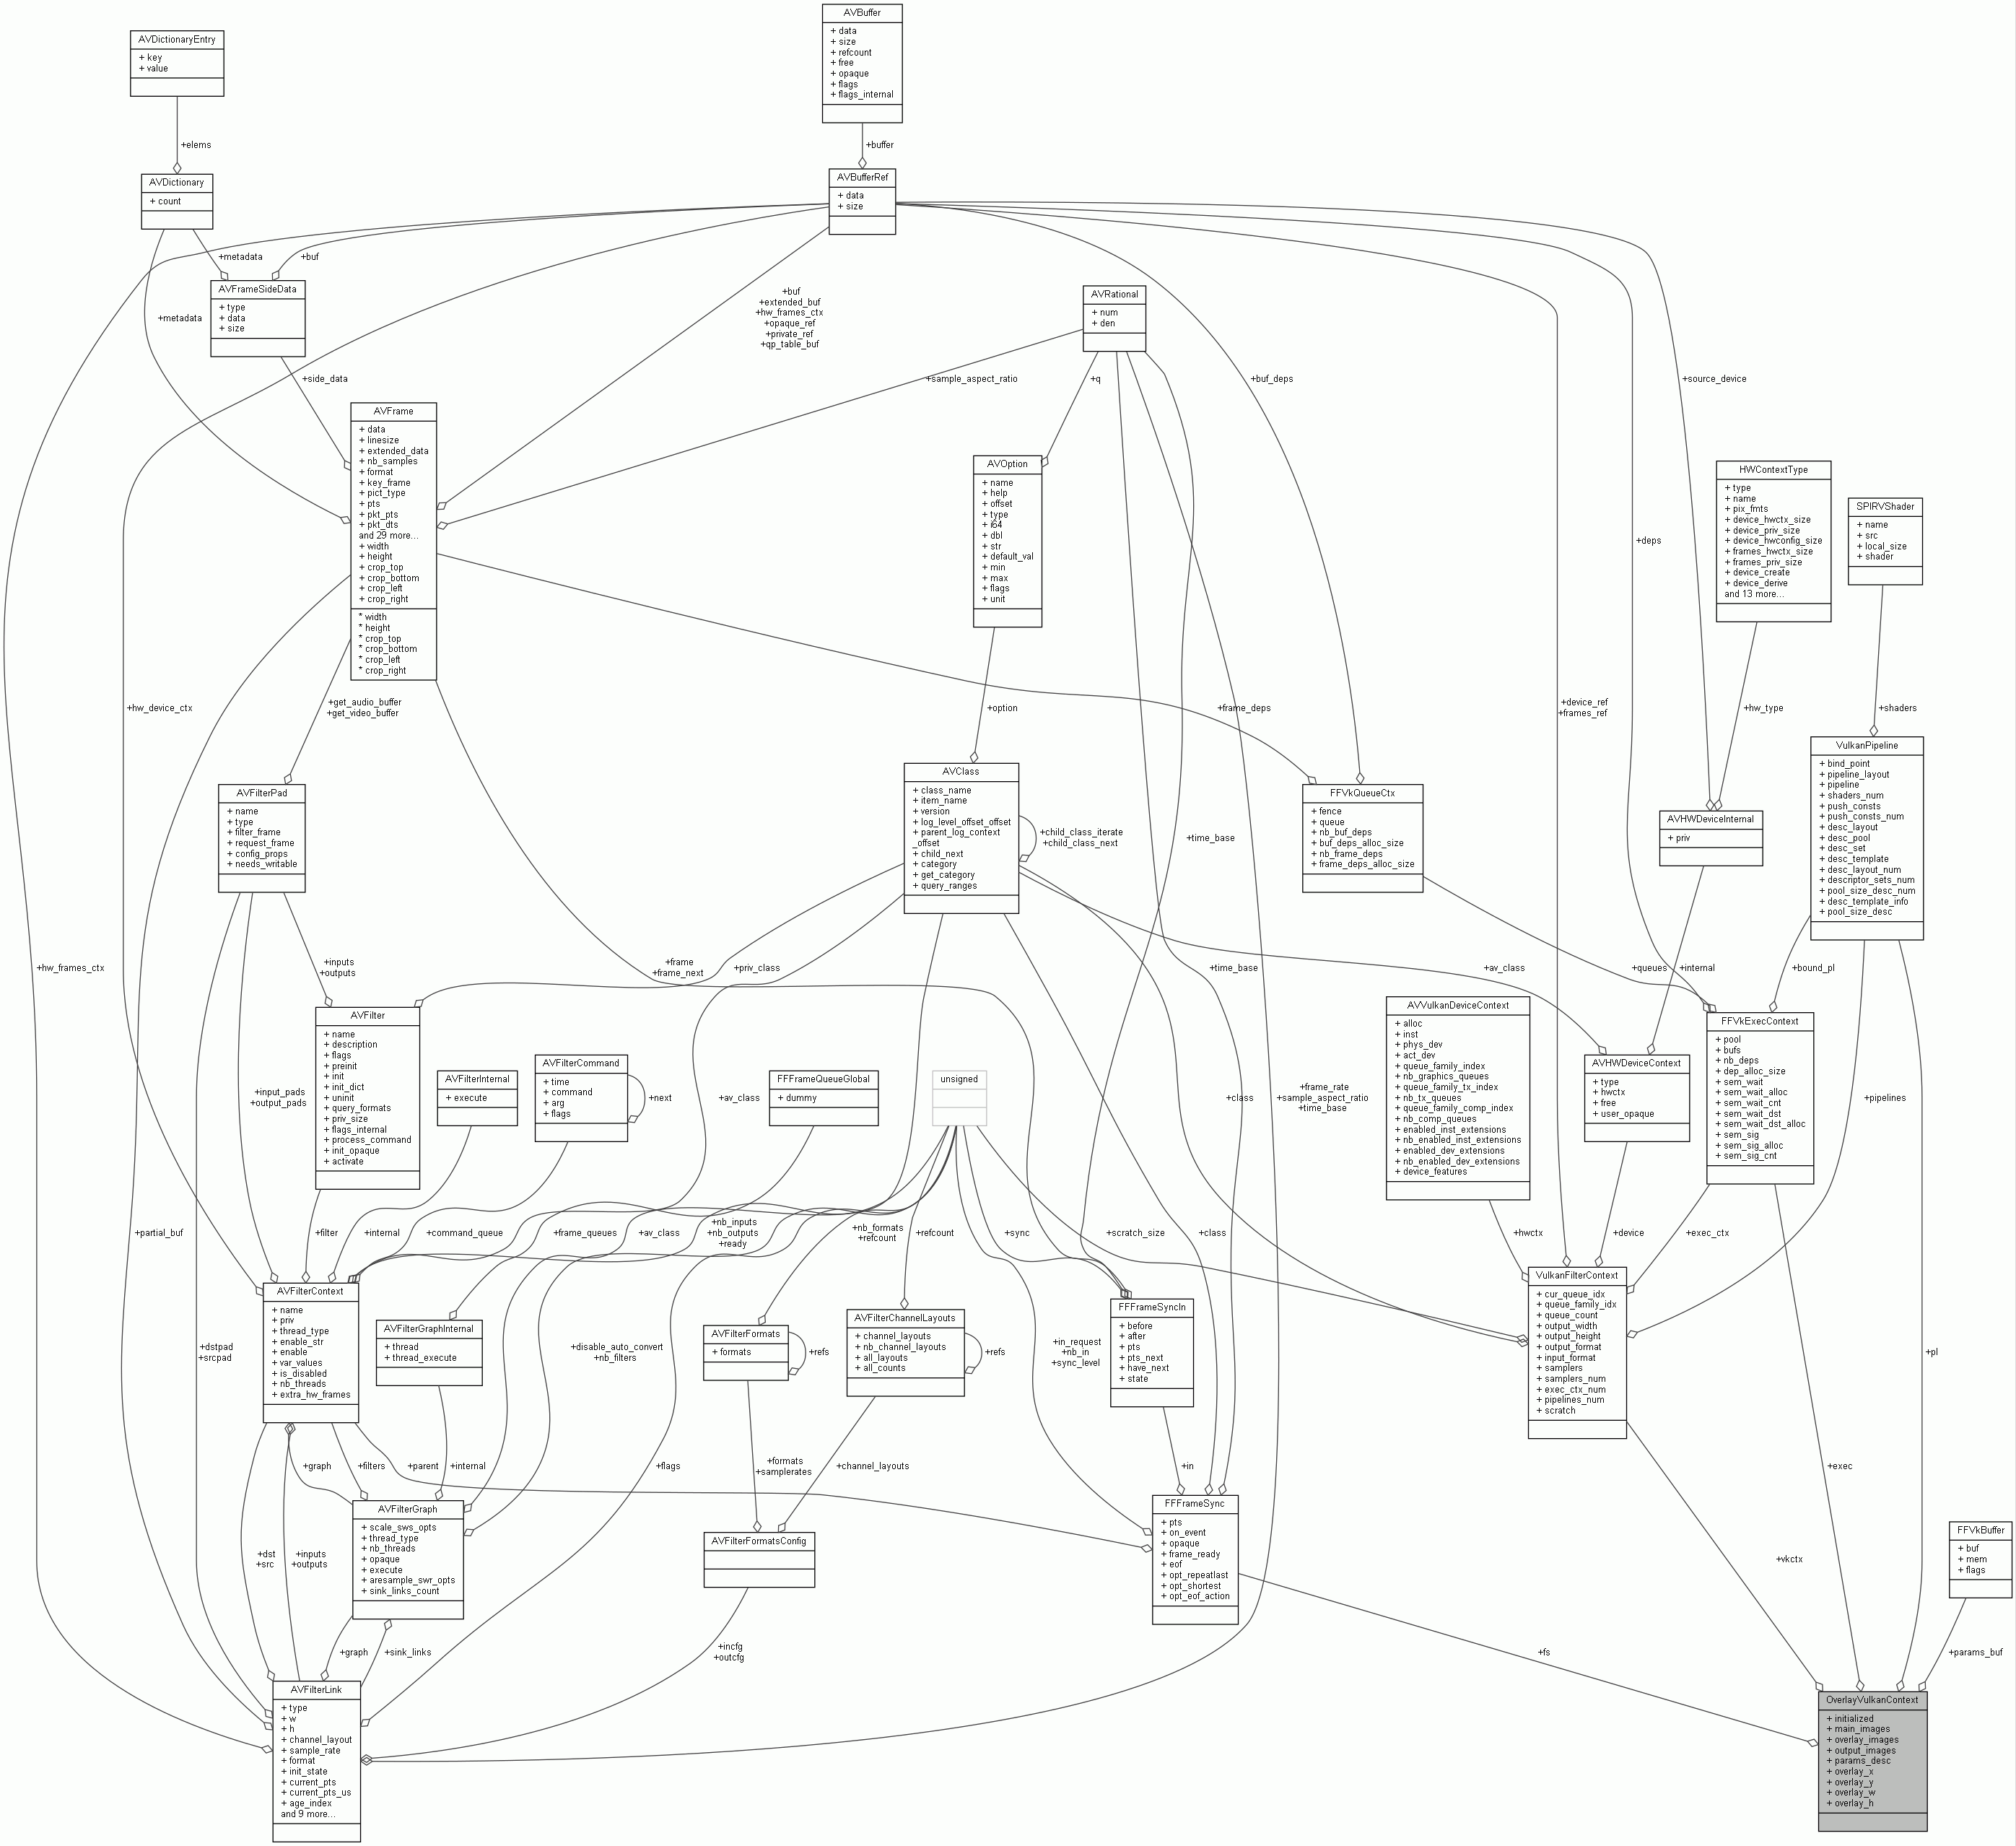 AVBuffer
+ data
+ size
+ refcount
+ free
+ opaque
+ flags
+ flags_internal
AVDictionaryEntry
+ key
+ value
+elems
+buffer
AVDictionary
+ count
AVBufferRef
+ data
+ size
+metadata
+buf
AVFrameSideData
+ type
+ data
+ size
+metadata
+buf
+extended_buf
+hw_frames_ctx
+opaque_ref
+private_ref
+qp_table_buf
AVRational
+ num
+ den
+side_data
+sample_aspect_ratio
+q
+buf_deps
+source_device
AVFrame
+ data
+ linesize
+ extended_data
+ nb_samples
+ format
+ key_frame
+ pict_type
+ pts
+ pkt_pts
+ pkt_dts
and 29 more...
+ width
+ height
+ crop_top
+ crop_bottom
+ crop_left
+ crop_right
* width
* height
* crop_top
* crop_bottom
* crop_left
* crop_right
AVOption
+ name
+ help
+ offset
+ type
+ i64
+ dbl
+ str
+ default_val
+ min
+ max
+ flags
+ unit
+deps
HWContextType
+ type
+ name
+ pix_fmts
+ device_hwctx_size
+ device_priv_size
+ device_hwconfig_size
+ frames_hwctx_size
+ frames_priv_size
+ device_create
+ device_derive
and 13 more...
SPIRVShader
+ name
+ src
+ local_size
+ shader
+hw_device_ctx
+get_audio_buffer
+get_video_buffer
+option
+frame_deps
+device_ref
+frames_ref
+hw_type
+shaders
AVFilterPad
+ name
+ type
+ filter_frame
+ request_frame
+ config_props
+ needs_writable
AVClass
+ class_name
+ item_name
+ version
+ log_level_offset_offset
+ parent_log_context
_offset
+ child_next
+ category
+ get_category
+ query_ranges
+child_class_iterate
+child_class_next
+time_base
FFVkQueueCtx
+ fence
+ queue
+ nb_buf_deps
+ buf_deps_alloc_size
+ nb_frame_deps
+ frame_deps_alloc_size
AVHWDeviceInternal
+ priv
VulkanPipeline
+ bind_point
+ pipeline_layout
+ pipeline
+ shaders_num
+ push_consts
+ push_consts_num
+ desc_layout
+ desc_pool
+ desc_set
+ desc_template
+ desc_layout_num
+ descriptor_sets_num
+ pool_size_desc_num
+ desc_template_info
+ pool_size_desc
+hw_frames_ctx
+inputs
+outputs
+frame
+frame_next
+priv_class
+time_base
+av_class
+queues
+internal
+bound_pl
AVFilter
+ name
+ description
+ flags
+ preinit
+ init
+ init_dict
+ uninit
+ query_formats
+ priv_size
+ flags_internal
+ process_command
+ init_opaque
+ activate
AVVulkanDeviceContext
+ alloc
+ inst
+ phys_dev
+ act_dev
+ queue_family_index
+ nb_graphics_queues
+ queue_family_tx_index
+ nb_tx_queues
+ queue_family_comp_index
+ nb_comp_queues
+ enabled_inst_extensions
+ nb_enabled_inst_extensions
+ enabled_dev_extensions
+ nb_enabled_dev_extensions
+ device_features
FFVkExecContext
+ pool
+ bufs
+ nb_deps
+ dep_alloc_size
+ sem_wait
+ sem_wait_alloc
+ sem_wait_cnt
+ sem_wait_dst
+ sem_wait_dst_alloc
+ sem_sig
+ sem_sig_alloc
+ sem_sig_cnt
+input_pads
+output_pads
AVFilterInternal
+ execute
AVFilterCommand
+ time
+ command
+ arg
+ flags
+next
+av_class
FFFrameQueueGlobal
+ dummy
unsigned
+class
+frame_rate
+sample_aspect_ratio
+time_base
AVHWDeviceContext
+ type
+ hwctx
+ free
+ user_opaque
+pipelines
+partial_buf
+filter
+internal
+command_queue
+frame_queues
+av_class
+nb_inputs
+nb_outputs
+ready
+nb_formats
+refcount
+refcount
+sync
+scratch_size
+class
+hwctx
+device
+exec_ctx
AVFilterContext
+ name
+ priv
+ thread_type
+ enable_str
+ enable
+ var_values
+ is_disabled
+ nb_threads
+ extra_hw_frames
AVFilterGraphInternal
+ thread
+ thread_execute
AVFilterFormats
+ formats
+refs
AVFilterChannelLayouts
+ channel_layouts
+ nb_channel_layouts
+ all_layouts
+ all_counts
+refs
FFFrameSyncIn
+ before
+ after
+ pts
+ pts_next
+ have_next
+ state
VulkanFilterContext
+ cur_queue_idx
+ queue_family_idx
+ queue_count
+ output_width
+ output_height
+ output_format
+ input_format
+ samplers
+ samplers_num
+ exec_ctx_num
+ pipelines_num
+ scratch
+dstpad
+srcpad
+disable_auto_convert
+nb_filters
+in_request
+nb_in
+sync_level
+pl
+graph
+filters
+parent
+internal
+flags
+formats
+samplerates
+channel_layouts
+in
+exec
AVFilterGraph
+ scale_sws_opts
+ thread_type
+ nb_threads
+ opaque
+ execute
+ aresample_swr_opts
+ sink_links_count
AVFilterFormatsConfig
FFFrameSync
+ pts
+ on_event
+ opaque
+ frame_ready
+ eof
+ opt_repeatlast
+ opt_shortest
+ opt_eof_action
FFVkBuffer
+ buf
+ mem
+ flags
+dst
+src
+inputs
+outputs
+vkctx
+graph
+sink_links
+incfg
+outcfg
+fs
+params_buf
AVFilterLink
+ type
+ w
+ h
+ channel_layout
+ sample_rate
+ format
+ init_state
+ current_pts
+ current_pts_us
+ age_index
and 9 more...
OverlayVulkanContext
+ initialized
+ main_images
+ overlay_images
+ output_images
+ params_desc
+ overlay_x
+ overlay_y
+ overlay_w
+ overlay_h